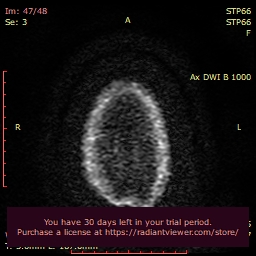 Im: 47/48
Se: 3
STP66
STP66
F
A
Ax DWI B 1000
R
L
You have 30 days left in your trial period.
Purchase a license at https://radiantviewer.com/store/